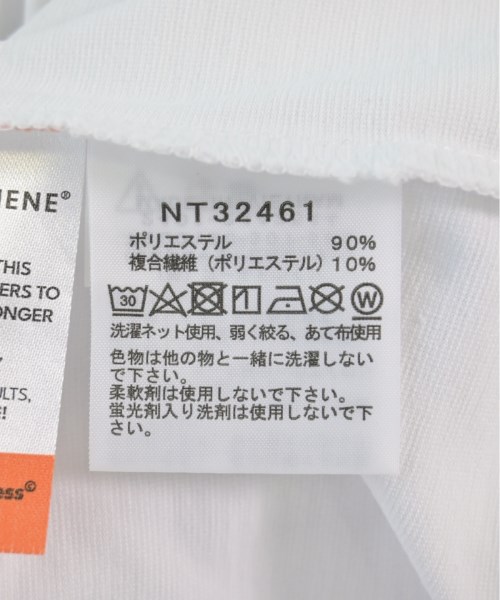 IENE®
THIS
ERS TO
ONGER
ULTS,
E!
ess©
NT32461
ポリエステル 90%
複合繊維（ポリエステル）10%
30 W
洗濯ネット使用、弱く絞る、あて布使用
色物は他の物と一緒に洗濯しない
で下さい。
柔軟剤は使用しないで下さい。
蛍光剤入り洗剤は使用しないで下
さい。